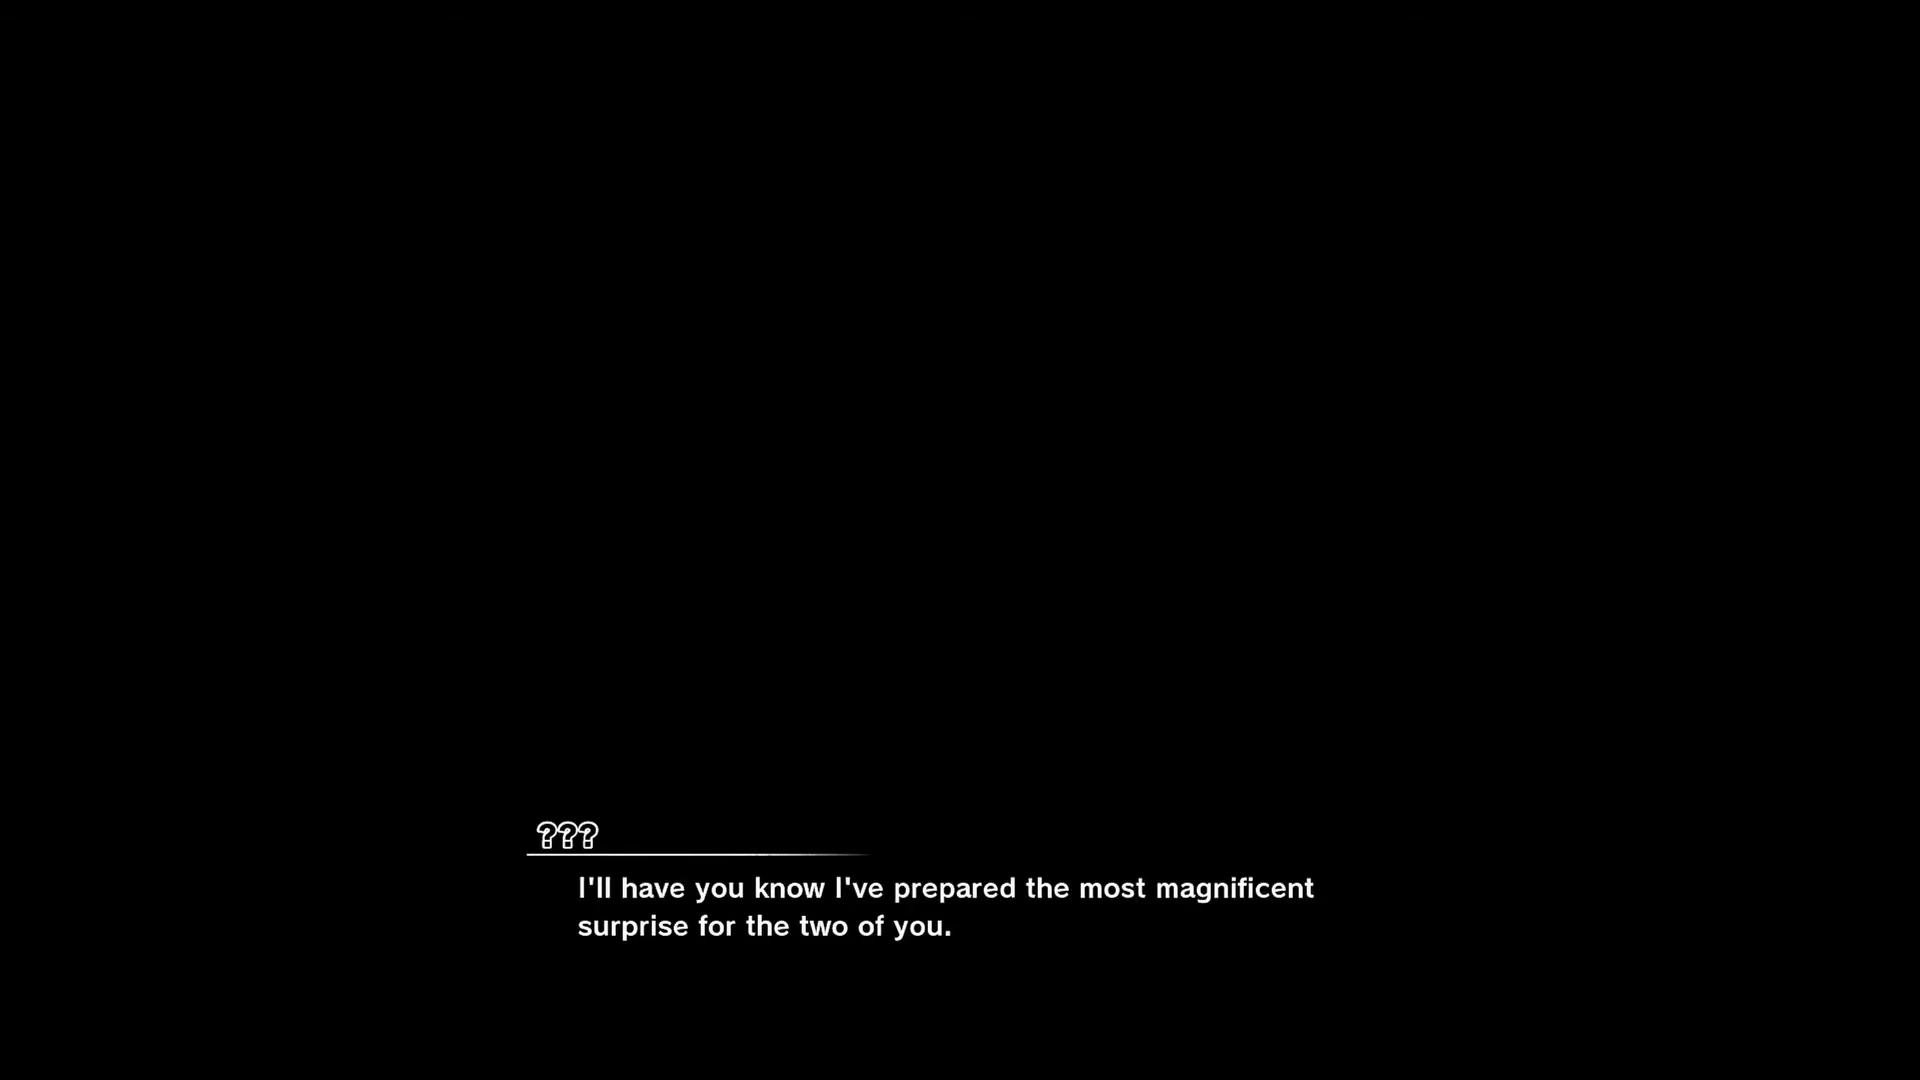 ???
I'll have you know I've prepared the most magnificent
surprise for the two of you.